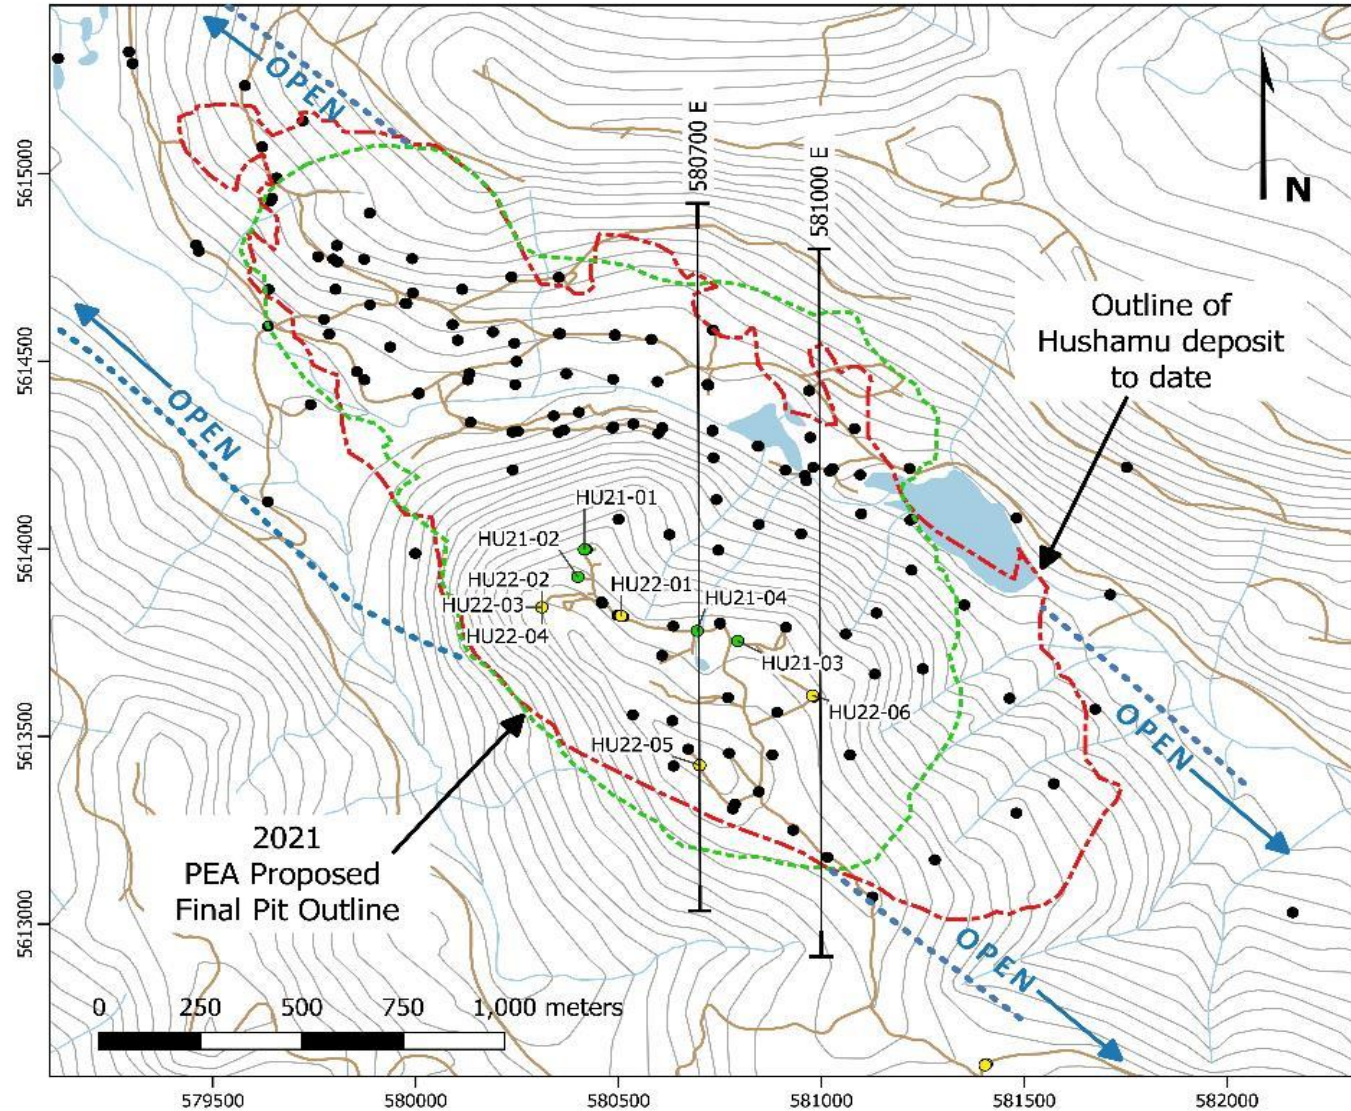 OPEN
580700 E
581000 E
N
5615000
5614500
5614000
5613500
5613000
Outline of
Hushamu deposit
to date
OPEN
HU21-01
HU21-02
HU22-02
HU22-01
HU22-03
HU21-04
HU22-04
HU21-03
HU22-06
HU22-05
OPEN
2021
PEA Proposed
Final Pit Outline
OPEN
0 250 500 750 1,000 meters
579500 580000 580500 581000 581500 582000